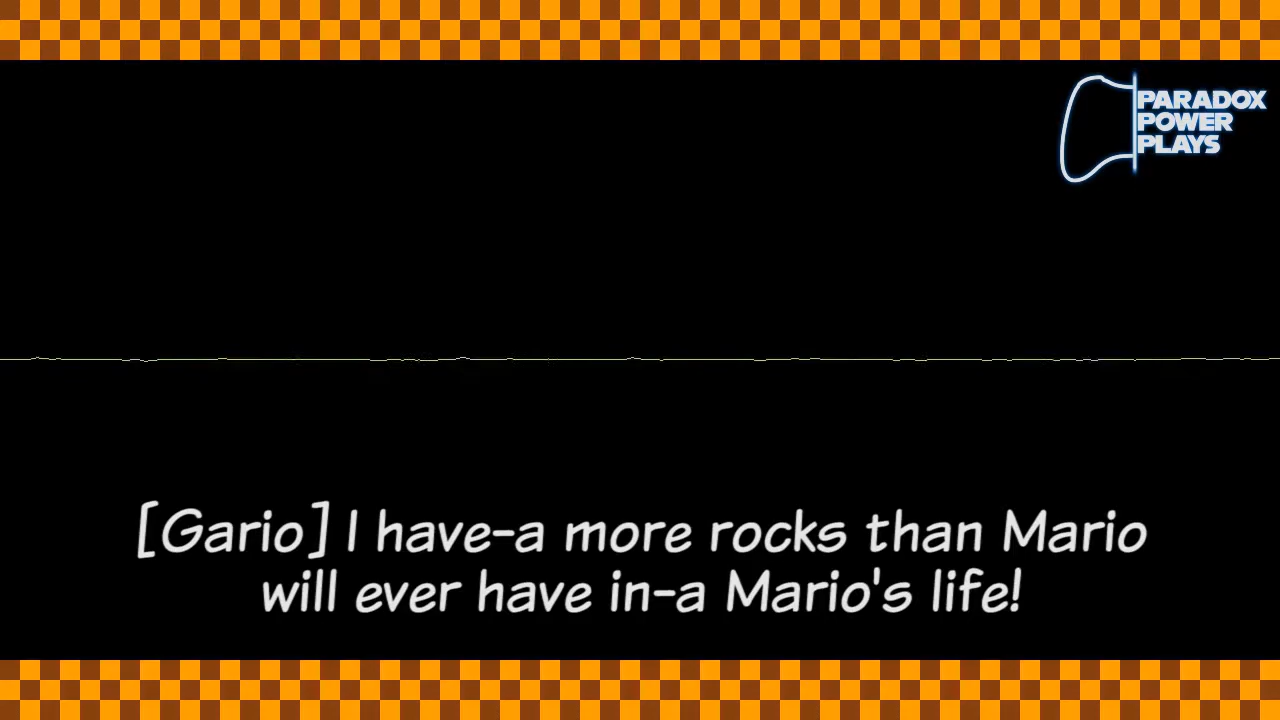 PARADOX
POWER
PLAYS
[Gario] I have-a more rocks than Mario
will ever have in-a Mario's life!